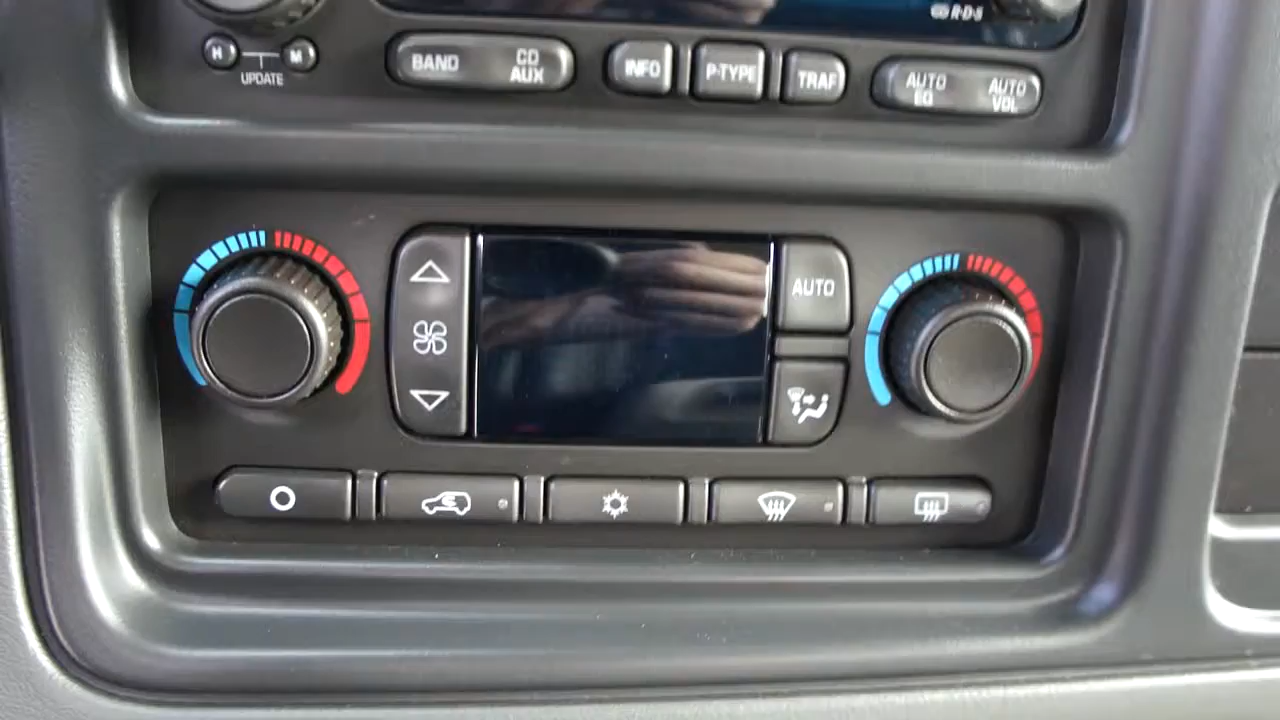 R·D·S
H M
UPDATE
BAND
CD
AUX
INFO
P-TYPE
TRAF
AUTO
EQ
AUTO
VOL
AUTO